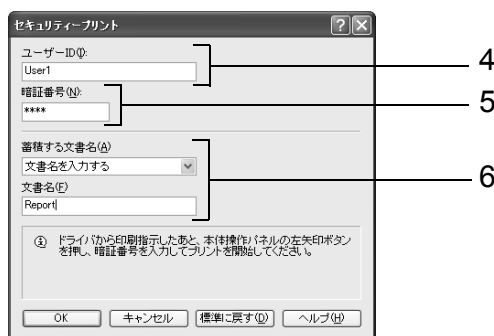 セキュリティープリント
ユーザーID(I):
User1
4
暗証番号(N):
****
5
蓄積する文書名(A)
文書名を入力する
文書名(F)
Report
6
ドライバから印刷指示したあと、本体操作パネルの左矢印ボタン
を押し、暗証番号を入力してプリントを開始してください。
OK キャンセル 標準に戻す(D) ヘルプ(H)